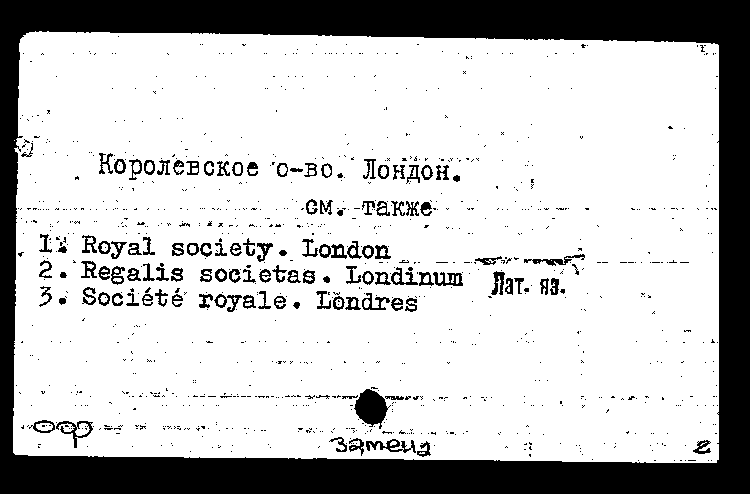 Королевское о-во. Лондон.
см. также
1. Royal society. London
2. Regalis societas. Londinum Лат. яз.
3. Société royale. Londres
замена